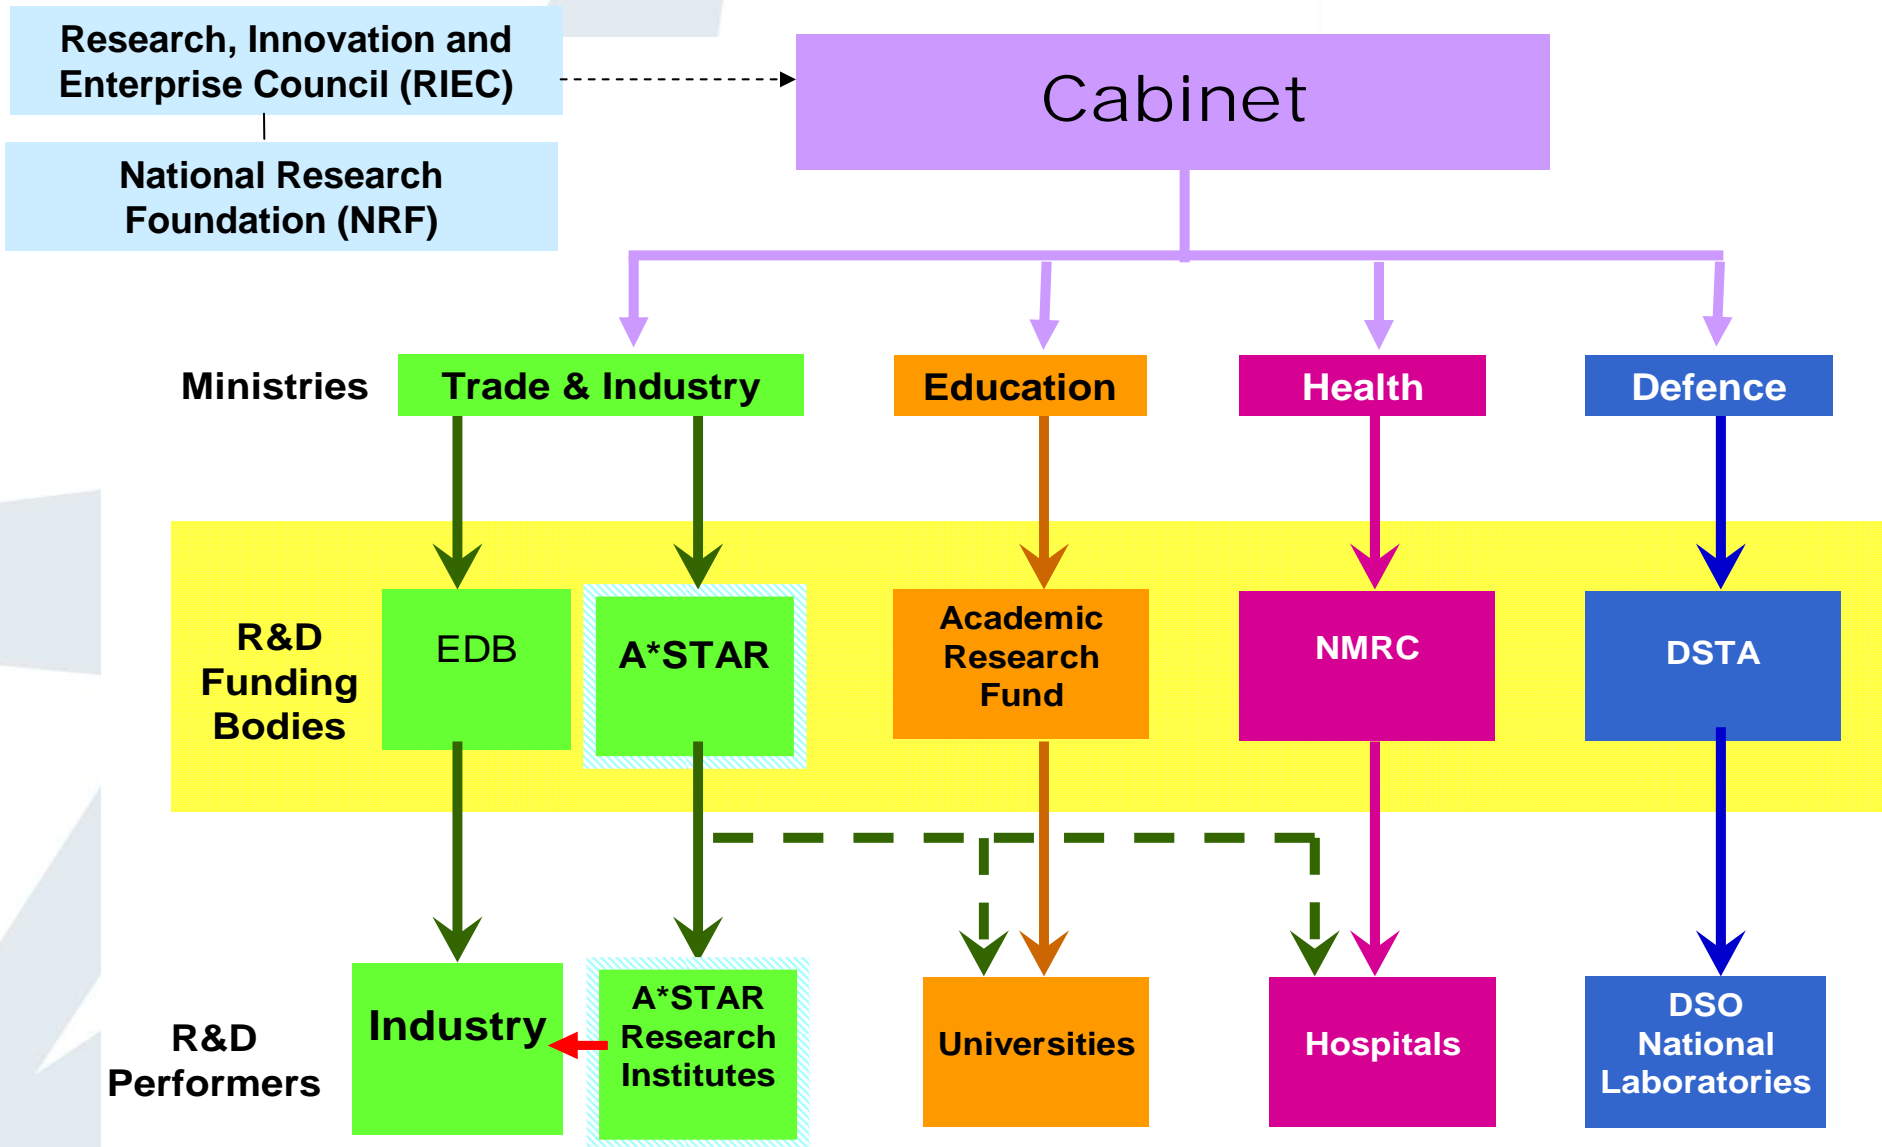 Research, Innovation and
Enterprise Council (RIEC)
Cabinet
National Research
Foundation (NRF)
Ministries
Trade & Industry
Education
Health
Defence
R&D
Funding
Bodies
EDB
A*STAR
Academic
Research
Fund
NMRC
DSTA
R&D
Performers
Industry
A*STAR
Research
Institutes
Universities
Hospitals
DSO
National
Laboratories